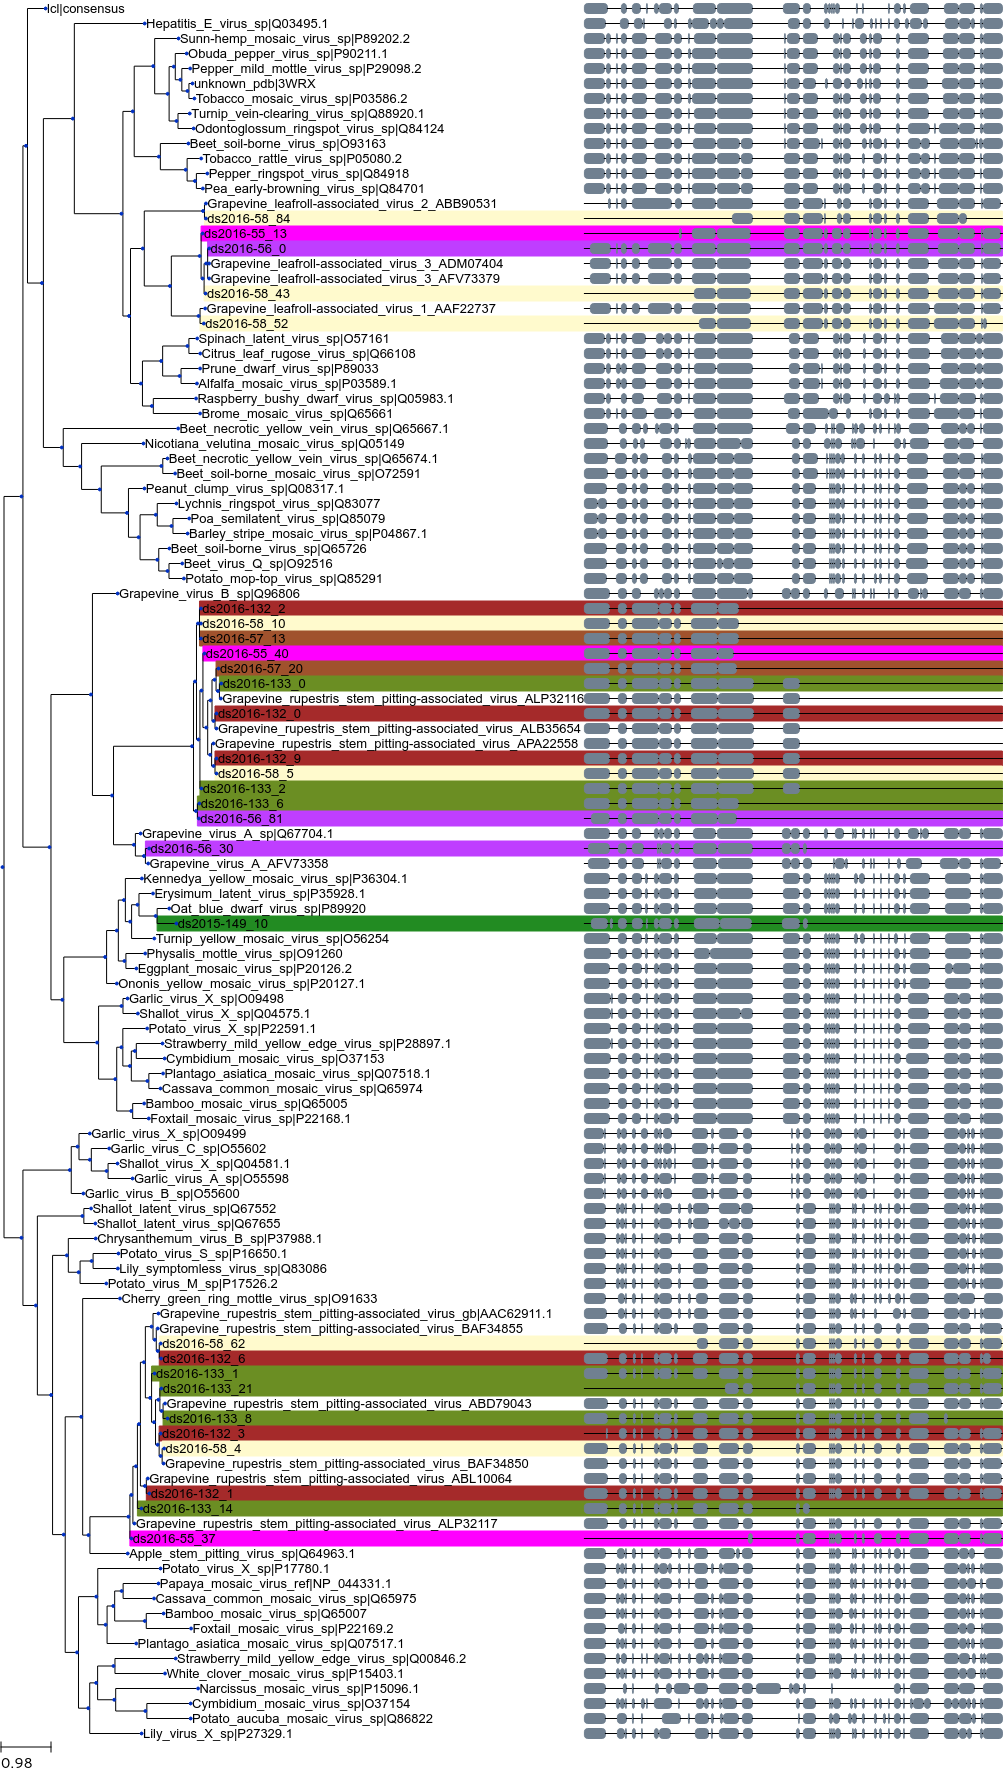 lcl|consensus
Hepatitis_E_virus_sp|Q03495.1
Sunn-hemp_mosaic_virus_sp|P89202.2
Obuda_pepper_virus_sp|P90211.1
Pepper_mild_mottle_virus_sp|P29098.2
unknown_pdb|3WRX
Tobacco_mosaic_virus_sp|P03586.2
Turnip_vein-clearing_virus_sp|Q88920.1
Odontoglossum_ringspot_virus_sp|Q84124
Beet_soil-borne_virus_sp|O93163
Tobacco_rattle_virus_sp|P05080.2
Pepper_ringspot_virus_sp|Q84918
Pea_early-browning_virus_sp|Q84701
Grapevine_leafroll-associated_virus_2_ABB90531
ds2016-58_84
ds2016-55_13
ds2016-56_0
Grapevine_leafroll-associated_virus_3_ADM07404
Grapevine_leafroll-associated_virus_3_AFV73379
ds2016-58_43
Grapevine_leafroll-associated_virus_1_AAF22737
ds2016-58_52
Spinach_latent_virus_sp|O57161
Citrus_leaf_rugose_virus_sp|Q66108
Prune_dwarf_virus_sp|P89033
Alfalfa_mosaic_virus_sp|P03589.1
Raspberry_bushy_dwarf_virus_sp|Q05983.1
Brome_mosaic_virus_sp|Q65661
Beet_necrotic_yellow_vein_virus_sp|Q65667.1
Nicotiana_velutina_mosaic_virus_sp|Q05149
Beet_necrotic_yellow_vein_virus_sp|Q65674.1
Beet_soil-borne_mosaic_virus_sp|O72591
Peanut_clump_virus_sp|Q08317.1
Lychnis_ringspot_virus_sp|Q83077
Poa_semilatent_virus_sp|Q85079
Barley_stripe_mosaic_virus_sp|P04867.1
Beet_soil-borne_virus_sp|Q65726
Beet_virus_Q_sp|O92516
Potato_mop-top_virus_sp|Q85291
Grapevine_virus_B_sp|Q96806
ds2016-132_2
ds2016-58_10
ds2016-57_13
ds2016-55_40
ds2016-57_20
ds2016-133_0
Grapevine_rupestris_stem_pitting-associated_virus_ALP32116
ds2016-132_0
Grapevine_rupestris_stem_pitting-associated_virus_ALB35654
Grapevine_rupestris_stem_pitting-associated_virus_APA22558
ds2016-132_9
ds2016-58_5
ds2016-133_2
ds2016-133_6
ds2016-56_81
Grapevine_virus_A_sp|Q67704.1
ds2016-56_30
Grapevine_virus_A_AFV73358
Kennedya_yellow_mosaic_virus_sp|P36304.1
Erysimum_latent_virus_sp|P35928.1
Oat_blue_dwarf_virus_sp|P89920
ds2015-149_10
Turnip_yellow_mosaic_virus_sp|O56254
Physalis_mottle_virus_sp|O91260
Eggplant_mosaic_virus_sp|P20126.2
Ononis_yellow_mosaic_virus_sp|P20127.1
Garlic_virus_X_sp|O09498
Shallot_virus_X_sp|Q04575.1
Potato_virus_X_sp|P22591.1
Strawberry_mild_yellow_edge_virus_sp|P28897.1
Cymbidium_mosaic_virus_sp|O37153
Plantago_asiatica_mosaic_virus_sp|Q07518.1
Cassava_common_mosaic_virus_sp|Q65974
Bamboo_mosaic_virus_sp|Q65005
Foxtail_mosaic_virus_sp|P22168.1
Garlic_virus_X_sp|O09499
Garlic_virus_C_sp|O55602
Shallot_virus_X_sp|Q04581.1
Garlic_virus_A_sp|O55598
Garlic_virus_B_sp|O55600
Shallot_latent_virus_sp|Q67552
Shallot_latent_virus_sp|Q67655
Chrysanthemum_virus_B_sp|P37988.1
Potato_virus_S_sp|P16650.1
Lily_symptomless_virus_sp|Q83086
Potato_virus_M_sp|P17526.2
Cherry_green_ring_mottle_virus_sp|O91633
Grapevine_rupestris_stem_pitting-associated_virus_gb|AAC62911.1
Grapevine_rupestris_stem_pitting-associated_virus_BAF34855
ds2016-58_62
ds2016-132_6
ds2016-133_1
ds2016-133_21
Grapevine_rupestris_stem_pitting-associated_virus_ABD79043
ds2016-133_8
ds2016-132_3
ds2016-58_4
Grapevine_rupestris_stem_pitting-associated_virus_BAF34850
Grapevine_rupestris_stem_pitting-associated_virus_ABL10064
ds2016-132_1
ds2016-133_14
Grapevine_rupestris_stem_pitting-associated_virus_ALP32117
ds2016-55_37
Apple_stem_pitting_virus_sp|Q64963.1
Potato_virus_X_sp|P17780.1
Papaya_mosaic_virus_ref|NP_044331.1
Cassava_common_mosaic_virus_sp|Q65975
Bamboo_mosaic_virus_sp|Q65007
Foxtail_mosaic_virus_sp|P22169.2
Plantago_asiatica_mosaic_virus_sp|Q07517.1
Strawberry_mild_yellow_edge_virus_sp|Q00846.2
White_clover_mosaic_virus_sp|P15403.1
Narcissus_mosaic_virus_sp|P15096.1
Cymbidium_mosaic_virus_sp|O37154
Potato_aucuba_mosaic_virus_sp|Q86822
Lily_virus_X_sp|P27329.1
0.98